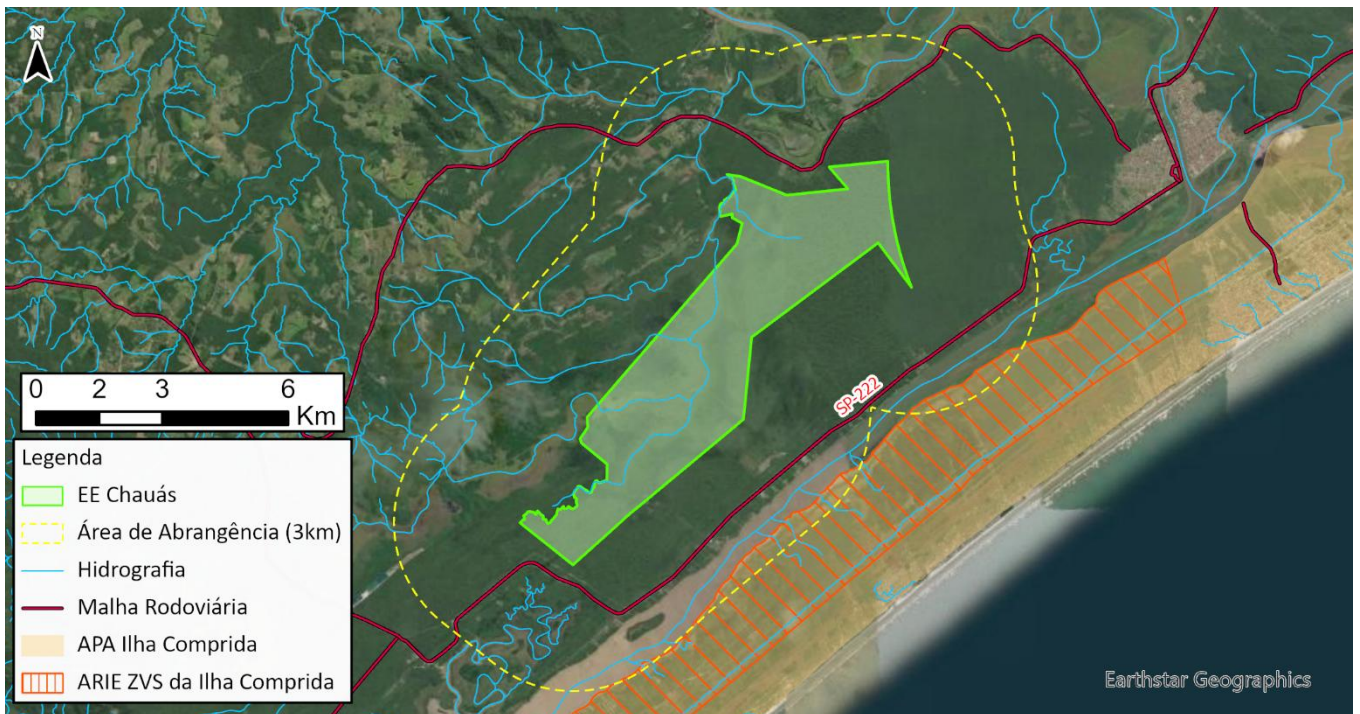 N
SP-222
0 2 3 6
Km
Legenda
EE Chauás
Área de Abrangência (3km)
Hidrografia
Malha Rodoviária
APA Ilha Comprida
ARIE ZVS da Ilha Comprida
Earthstar Geographics